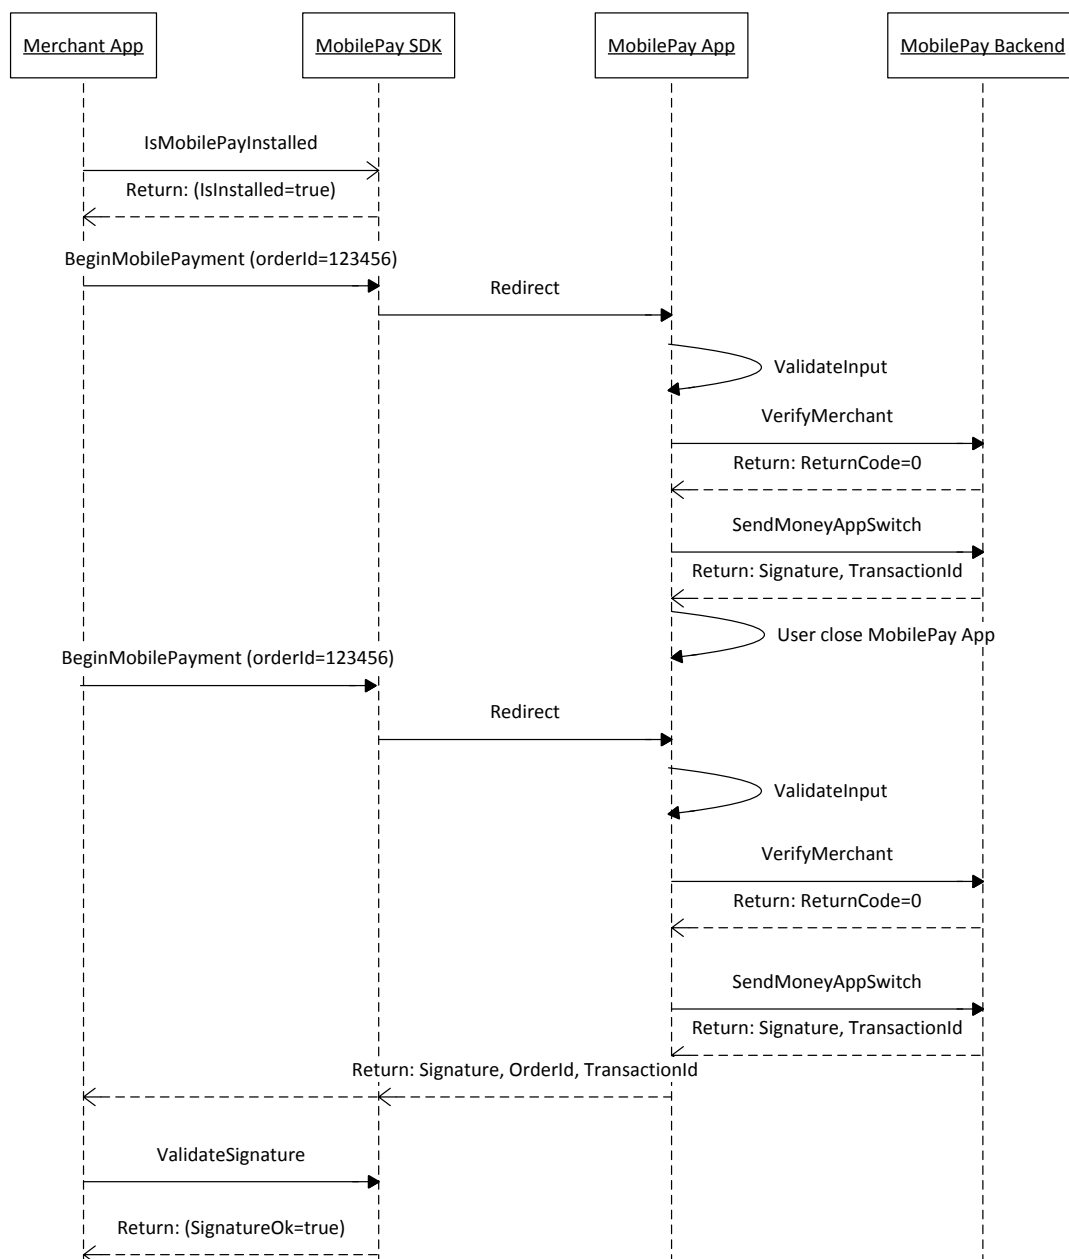 Merchant App
MobilePay SDK
MobilePay App
MobilePay Backend
IsMobilePayInstalled
Return: (IsInstalled=true)
BeginMobilePayment (orderId=123456)
Redirect
ValidateInput
VerifyMerchant
Return: ReturnCode=0
SendMoneyAppSwitch
Return: Signature, TransactionId
User close MobilePay App
BeginMobilePayment (orderId=123456)
Redirect
ValidateInput
VerifyMerchant
Return: ReturnCode=0
SendMoneyAppSwitch
Return: Signature, TransactionId
Return: Signature, OrderId, TransactionId
ValidateSignature
Return: (SignatureOk=true)